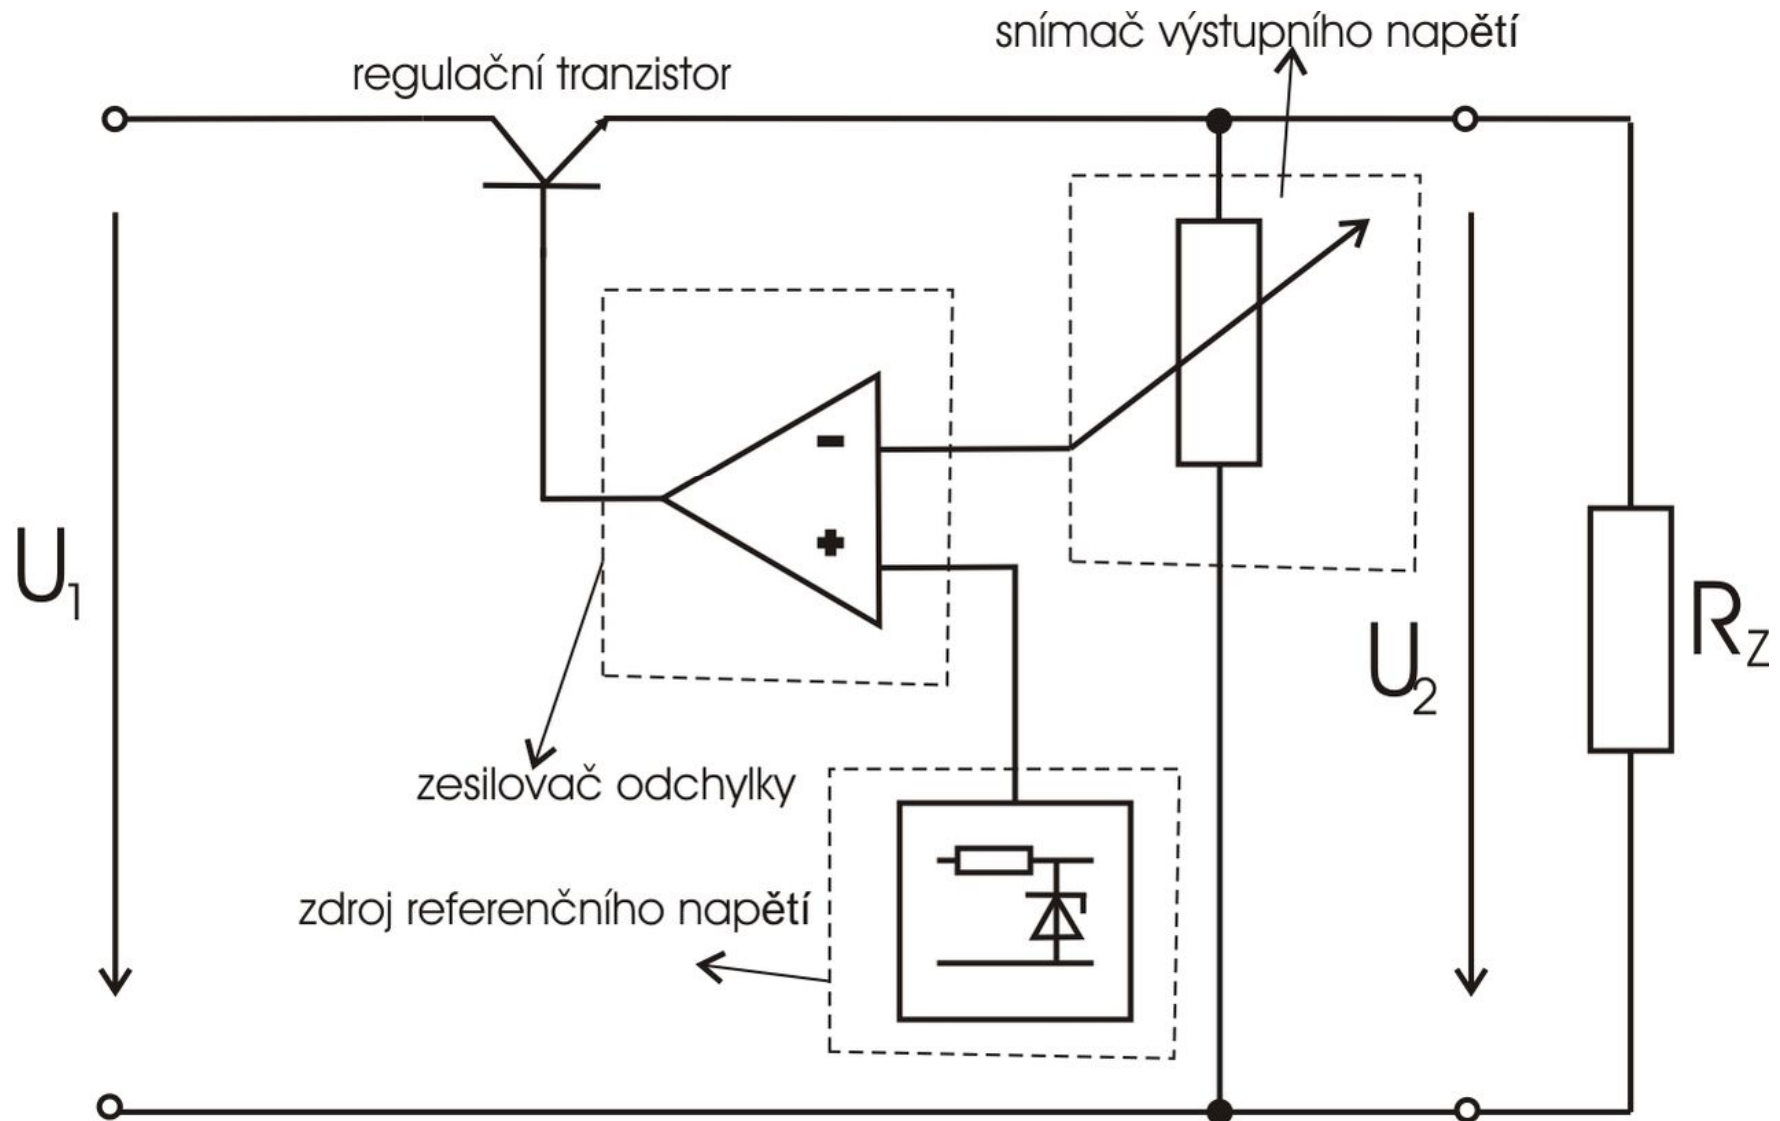 snímač výstupního napětí
regulační tranzistor
-
+
U1
U2
RZ
zesilovač odchylky
zdroj referenčního napětí